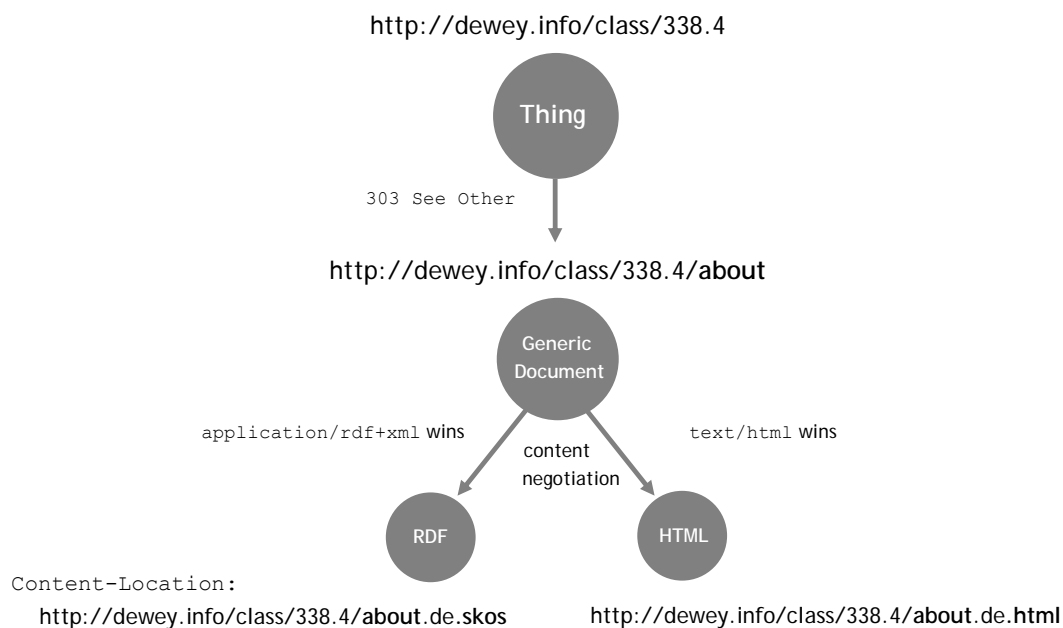 http://dewey.info/class/338.4
Thing
303 See Other
http://dewey.info/class/338.4/about
Generic
Document
application/rdf+xml wins
text/html wins
content
negotiation
RDF
HTML
Content-Location:
http://dewey.info/class/338.4/about.de.skos
http://dewey.info/class/338.4/about.de.html